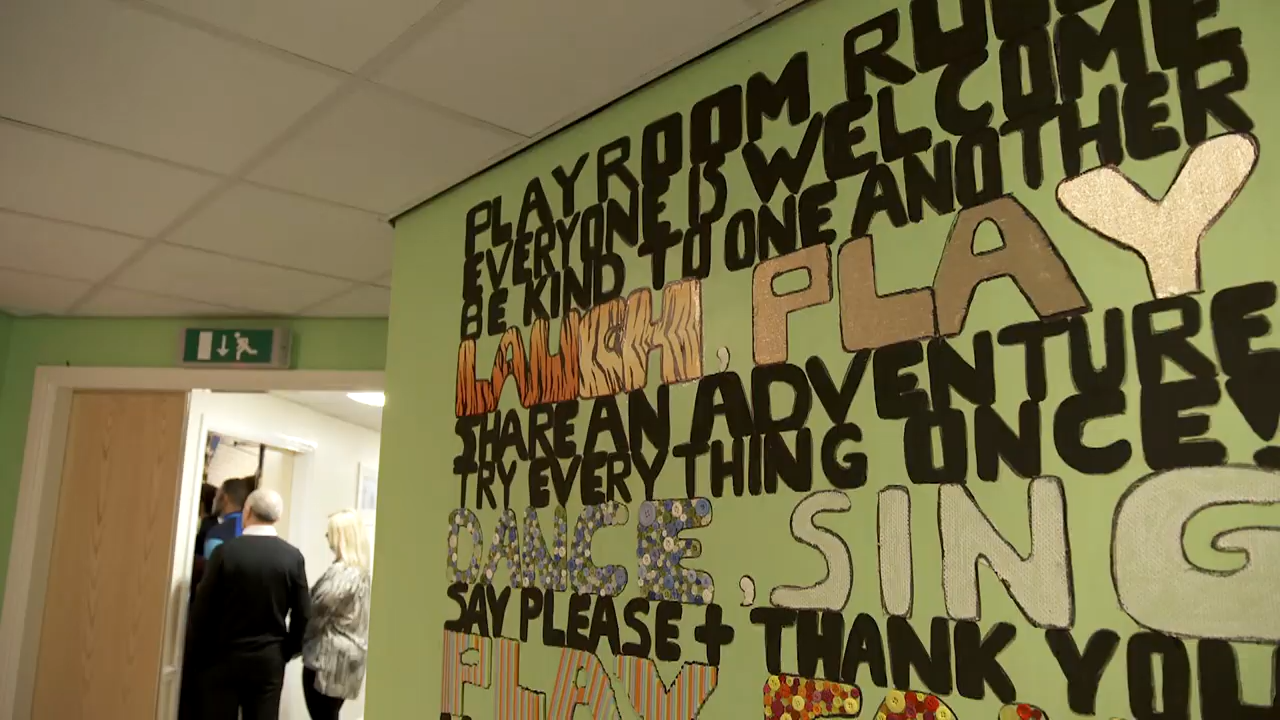 PLAYROOM RULES
EVERYONE IS WELCOME
BE KIND TO ONE ANOTHER
LAUGH, PLAY
SHARE AN ADVENTURE
TRY EVERYTHING ONCE!
DANCE, SING
SAY PLEASE + THANK YOU
PLAY